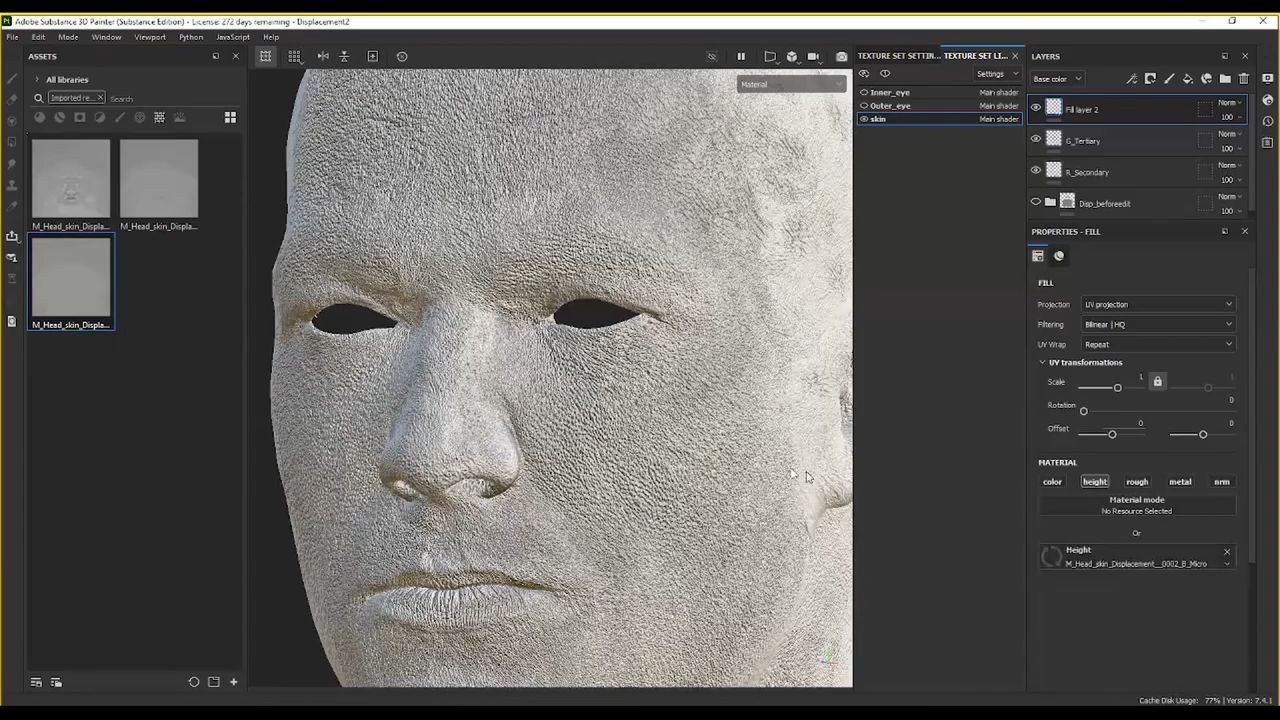 Adobe Substance 3D Painter (Substance Edition) - License: 272 days remaining - Displacement2
File Edit Mode Window Viewport Python JavaScript Help
ASSETS
All libraries
Imported re... Search
M_Head_skin_Displa...
M_Head_skin_Displa...
M_Head_skin_Displa...
Material
TEXTURE SET SETTIN...
TEXTURE SET LI...
Settings
Inner_eye Main shader
Outer_eye Main shader
skin Main shader
LAYERS
Base color
Fill layer 2 Norm 100
G_Tertiary Norm 100
R_Secondary Norm 100
Disp_beforeedit Norm 100
PROPERTIES - FILL
FILL
Projection UV projection
Filtering Bilinear | HQ
UV Wrap Repeat
UV transformations
Scale 1 1
Rotation 0
Offset 0 0
MATERIAL
color height rough metal nrm
Material mode
No Resource Selected
Or
Height
M_Head_skin_Displacement__0002_B_Micro
Cache Disk Usage: 77% | Version: 7.4.1